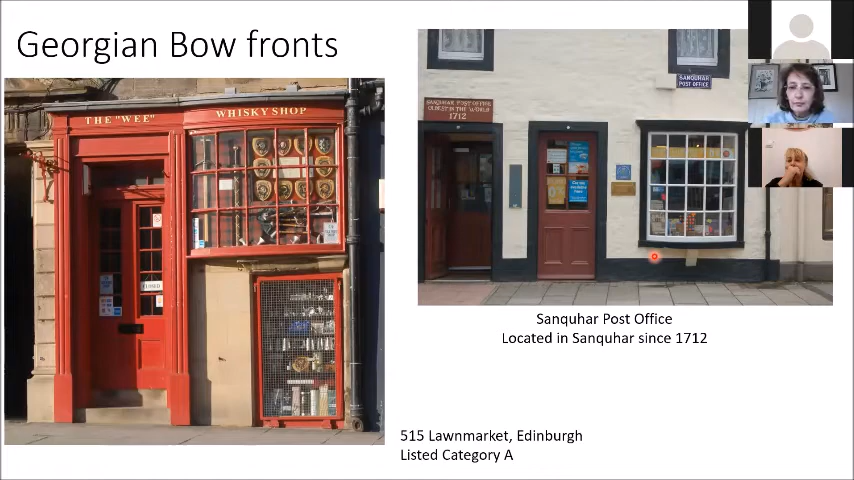 Georgian Bow fronts
THE "WEE"
WHISKY SHOP
CLOSED
SANQUHAR
POST OFFICE
SANQUHAR POST OFFICE
OLDEST IN THE WORLD
1712
Sanquhar Post Office
Located in Sanquhar since 1712
515 Lawnmarket, Edinburgh
Listed Category A